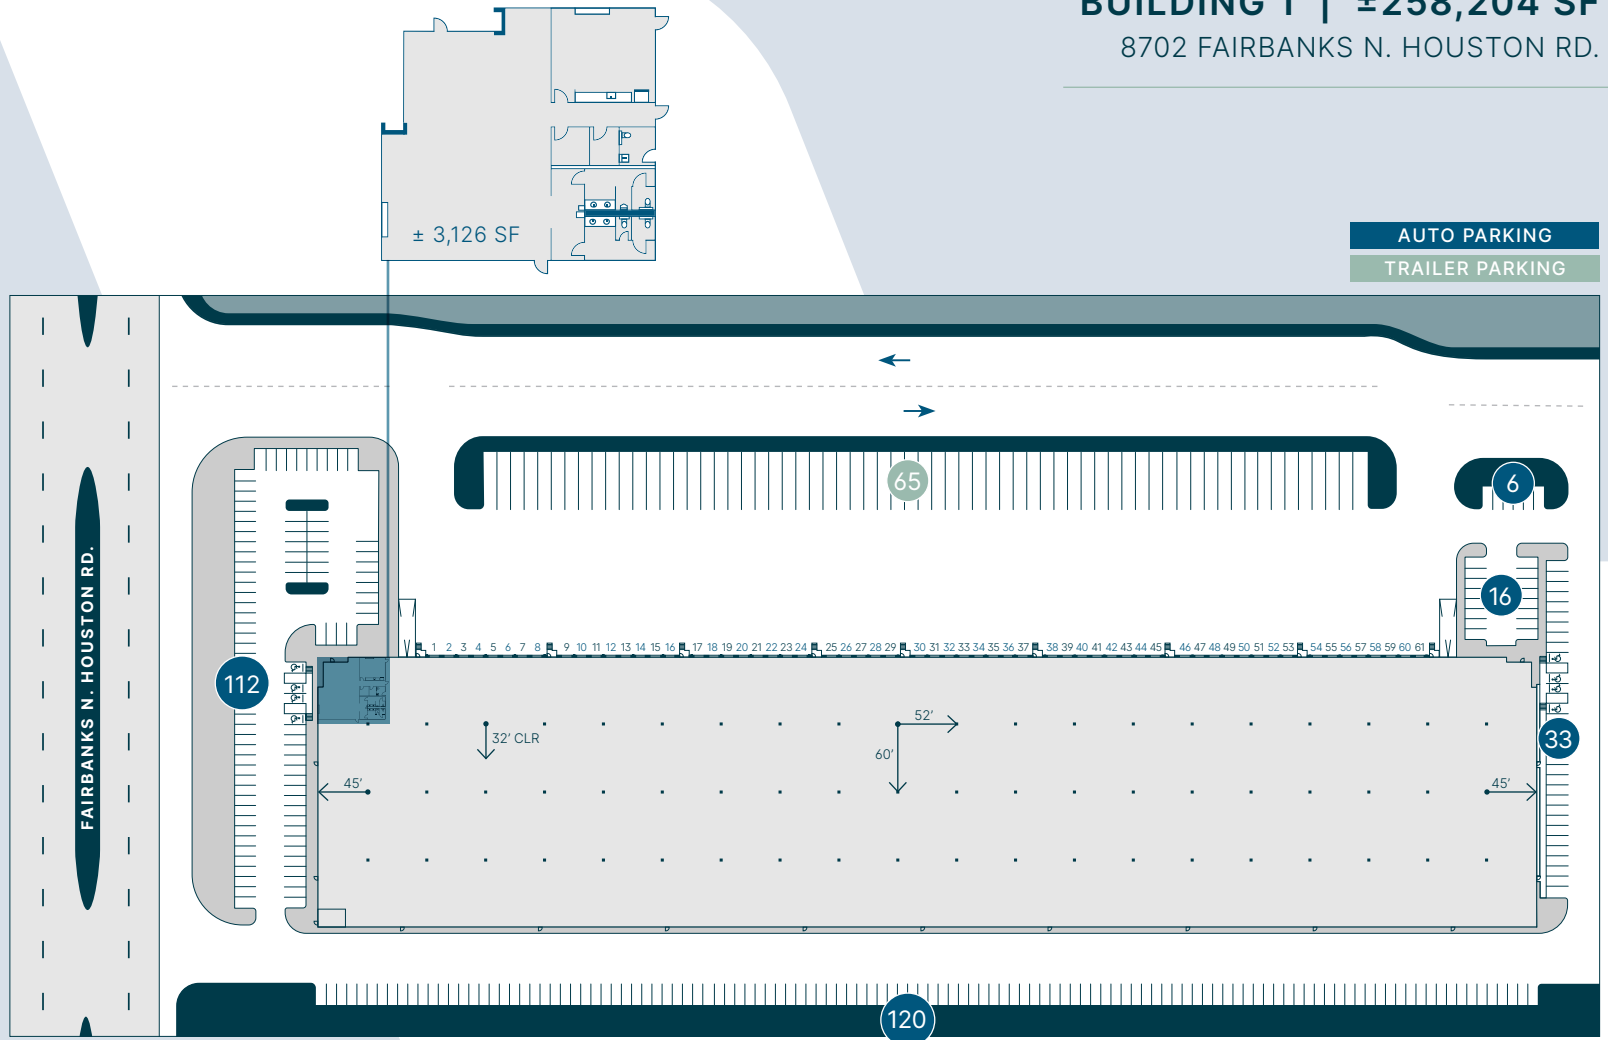 BUILDING 1 | ±258,204 SF
8702 FAIRBANKS N. HOUSTON RD.
± 3,126 SF
AUTO PARKING
TRAILER PARKING
FAIRBANKS N. HOUSTON RD.
65
6
16
112
33
1 2 3 4 5 6 7 8 9 10 11 12 13 14 15 16 17 18 19 20 21 22 23 24 25 26 27 28 29 30 31 32 33 34 35 36 37 38 39 40 41 42 43 44 45 46 47 48 49 50 51 52 53 54 55 56 57 58 59 60 61
52'
32' CLR
60'
45'
45'
120